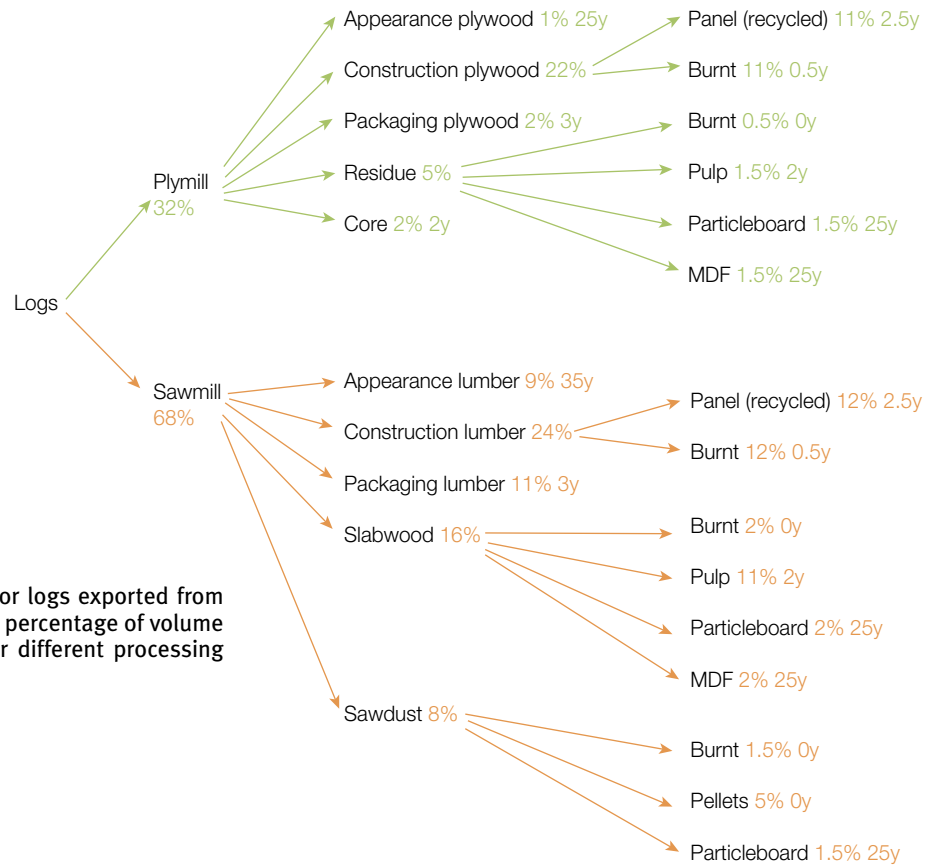 Logs
Plymill
32%
Appearance plywood 1% 25y
Construction plywood 22%
Panel (recycled) 11% 2.5y
Burnt 11% 0.5y
Packaging plywood 2% 3y
Residue 5%
Burnt 0.5% 0y
Pulp 1.5% 2y
Particleboard 1.5% 25y
MDF 1.5% 25y
Core 2% 2y
Sawmill
68%
Appearance lumber 9% 35y
Construction lumber 24%
Panel (recycled) 12% 2.5y
Burnt 12% 0.5y
Packaging lumber 11% 3y
Slabwood 16%
Burnt 2% 0y
Pulp 11% 2y
Particleboard 2% 25y
MDF 2% 25y
Sawdust 8%
Burnt 1.5% 0y
Pellets 5% 0y
Particleboard 1.5% 25y
or logs exported from
percentage of volume
r different processing